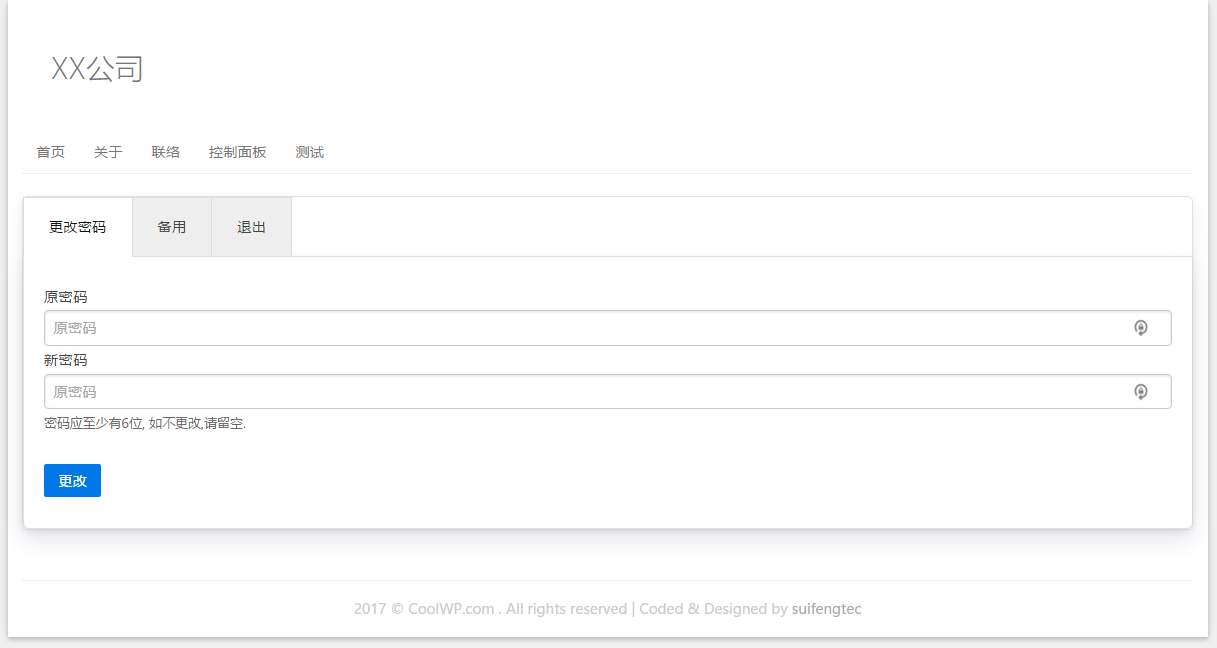 XX公司
首页 关于 联络 控制面板 测试
更改密码 备用 退出
原密码
原密码
新密码
原密码
密码应至少有6位, 如不更改,请留空.
更改
2017 © CoolWP.com . All rights reserved | Coded & Designed by suifengtec